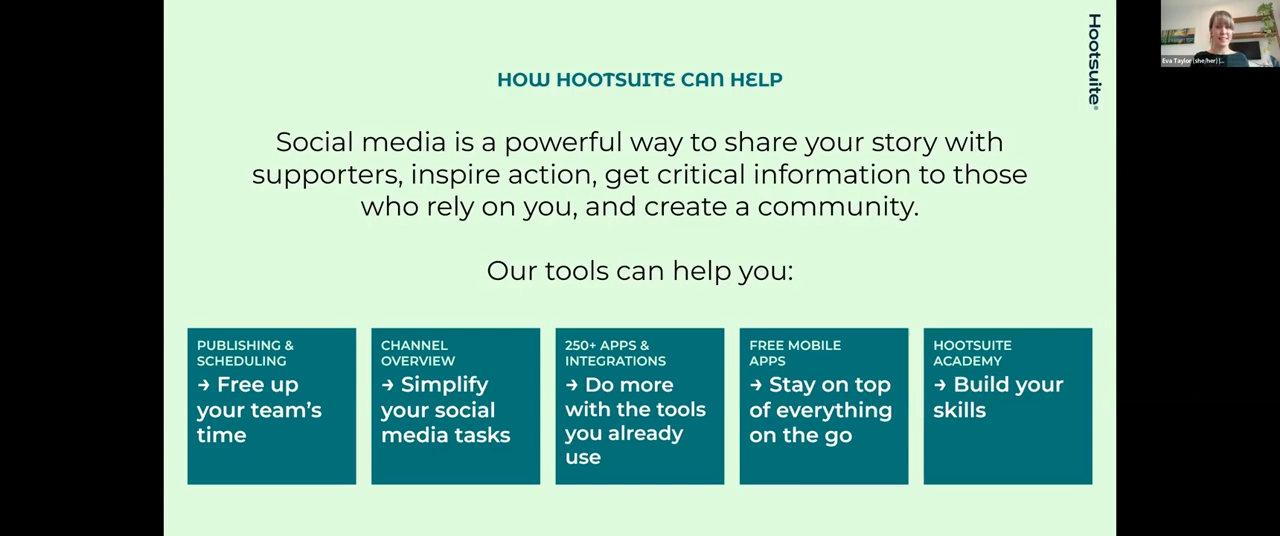 HOW HOOTSUITE CAN HELP
Social media is a powerful way to share your story with
supporters, inspire action, get critical information to those
who rely on you, and create a community.
Our tools can help you:
PUBLISHING &
SCHEDULING
→ Free up
your team's
time
CHANNEL
OVERVIEW
→ Simplify
your social
media tasks
250+ APPS &
INTEGRATIONS
→ Do more
with the tools
you already
use
FREE MOBILE
APPS
→ Stay on top
of everything
on the go
HOOTSUITE
ACADEMY
→ Build your
skills
Hootsuite®
Eva Taylor (she/her) |...